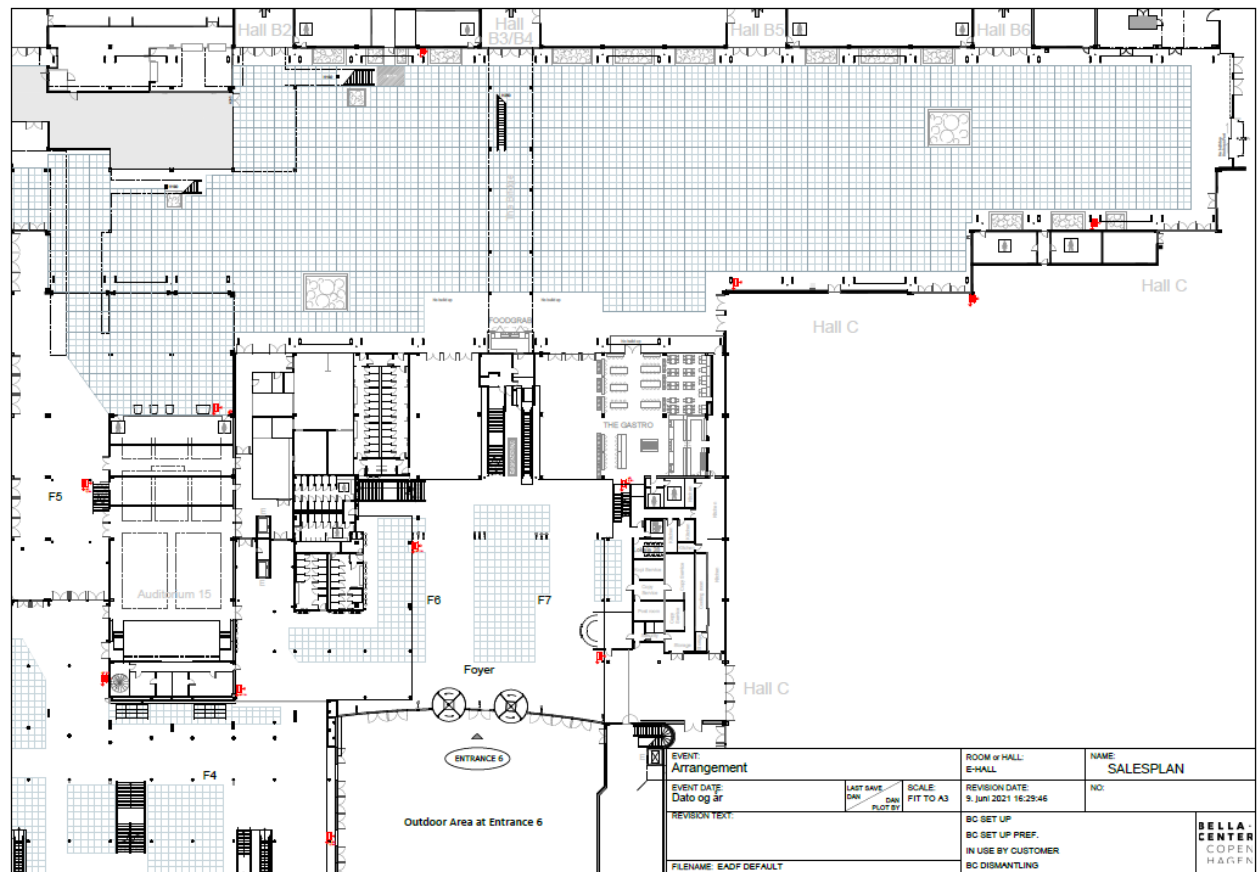 Hall B2
Hall
B3/B4
Hall B5
Hall B6
FOODGRAB
Hall C
Hall C
THE GASTRO
F5
Auditorium 15
F6
F7
Foyer
Hall C
ENTRANCE 6
F4
Outdoor Area at Entrance 6
EVENT:
Arrangement
ROOM or HALL:
E-HALL
NAME:
SALESPLAN
EVENT DATE:
Dato og år
LAST SAVE
DAN
DAN
PLOT BY
SCALE:
FIT TO A3
REVISION DATE:
9. juni 2021 16:29:46
NO:
REVISION TEXT:
BC SET UP
BC SET UP PREF.
IN USE BY CUSTOMER
BC DISMANTLING
FILENAME: EADF DEFAULT
BELLA-
CENTER
COPEN
HAGEN